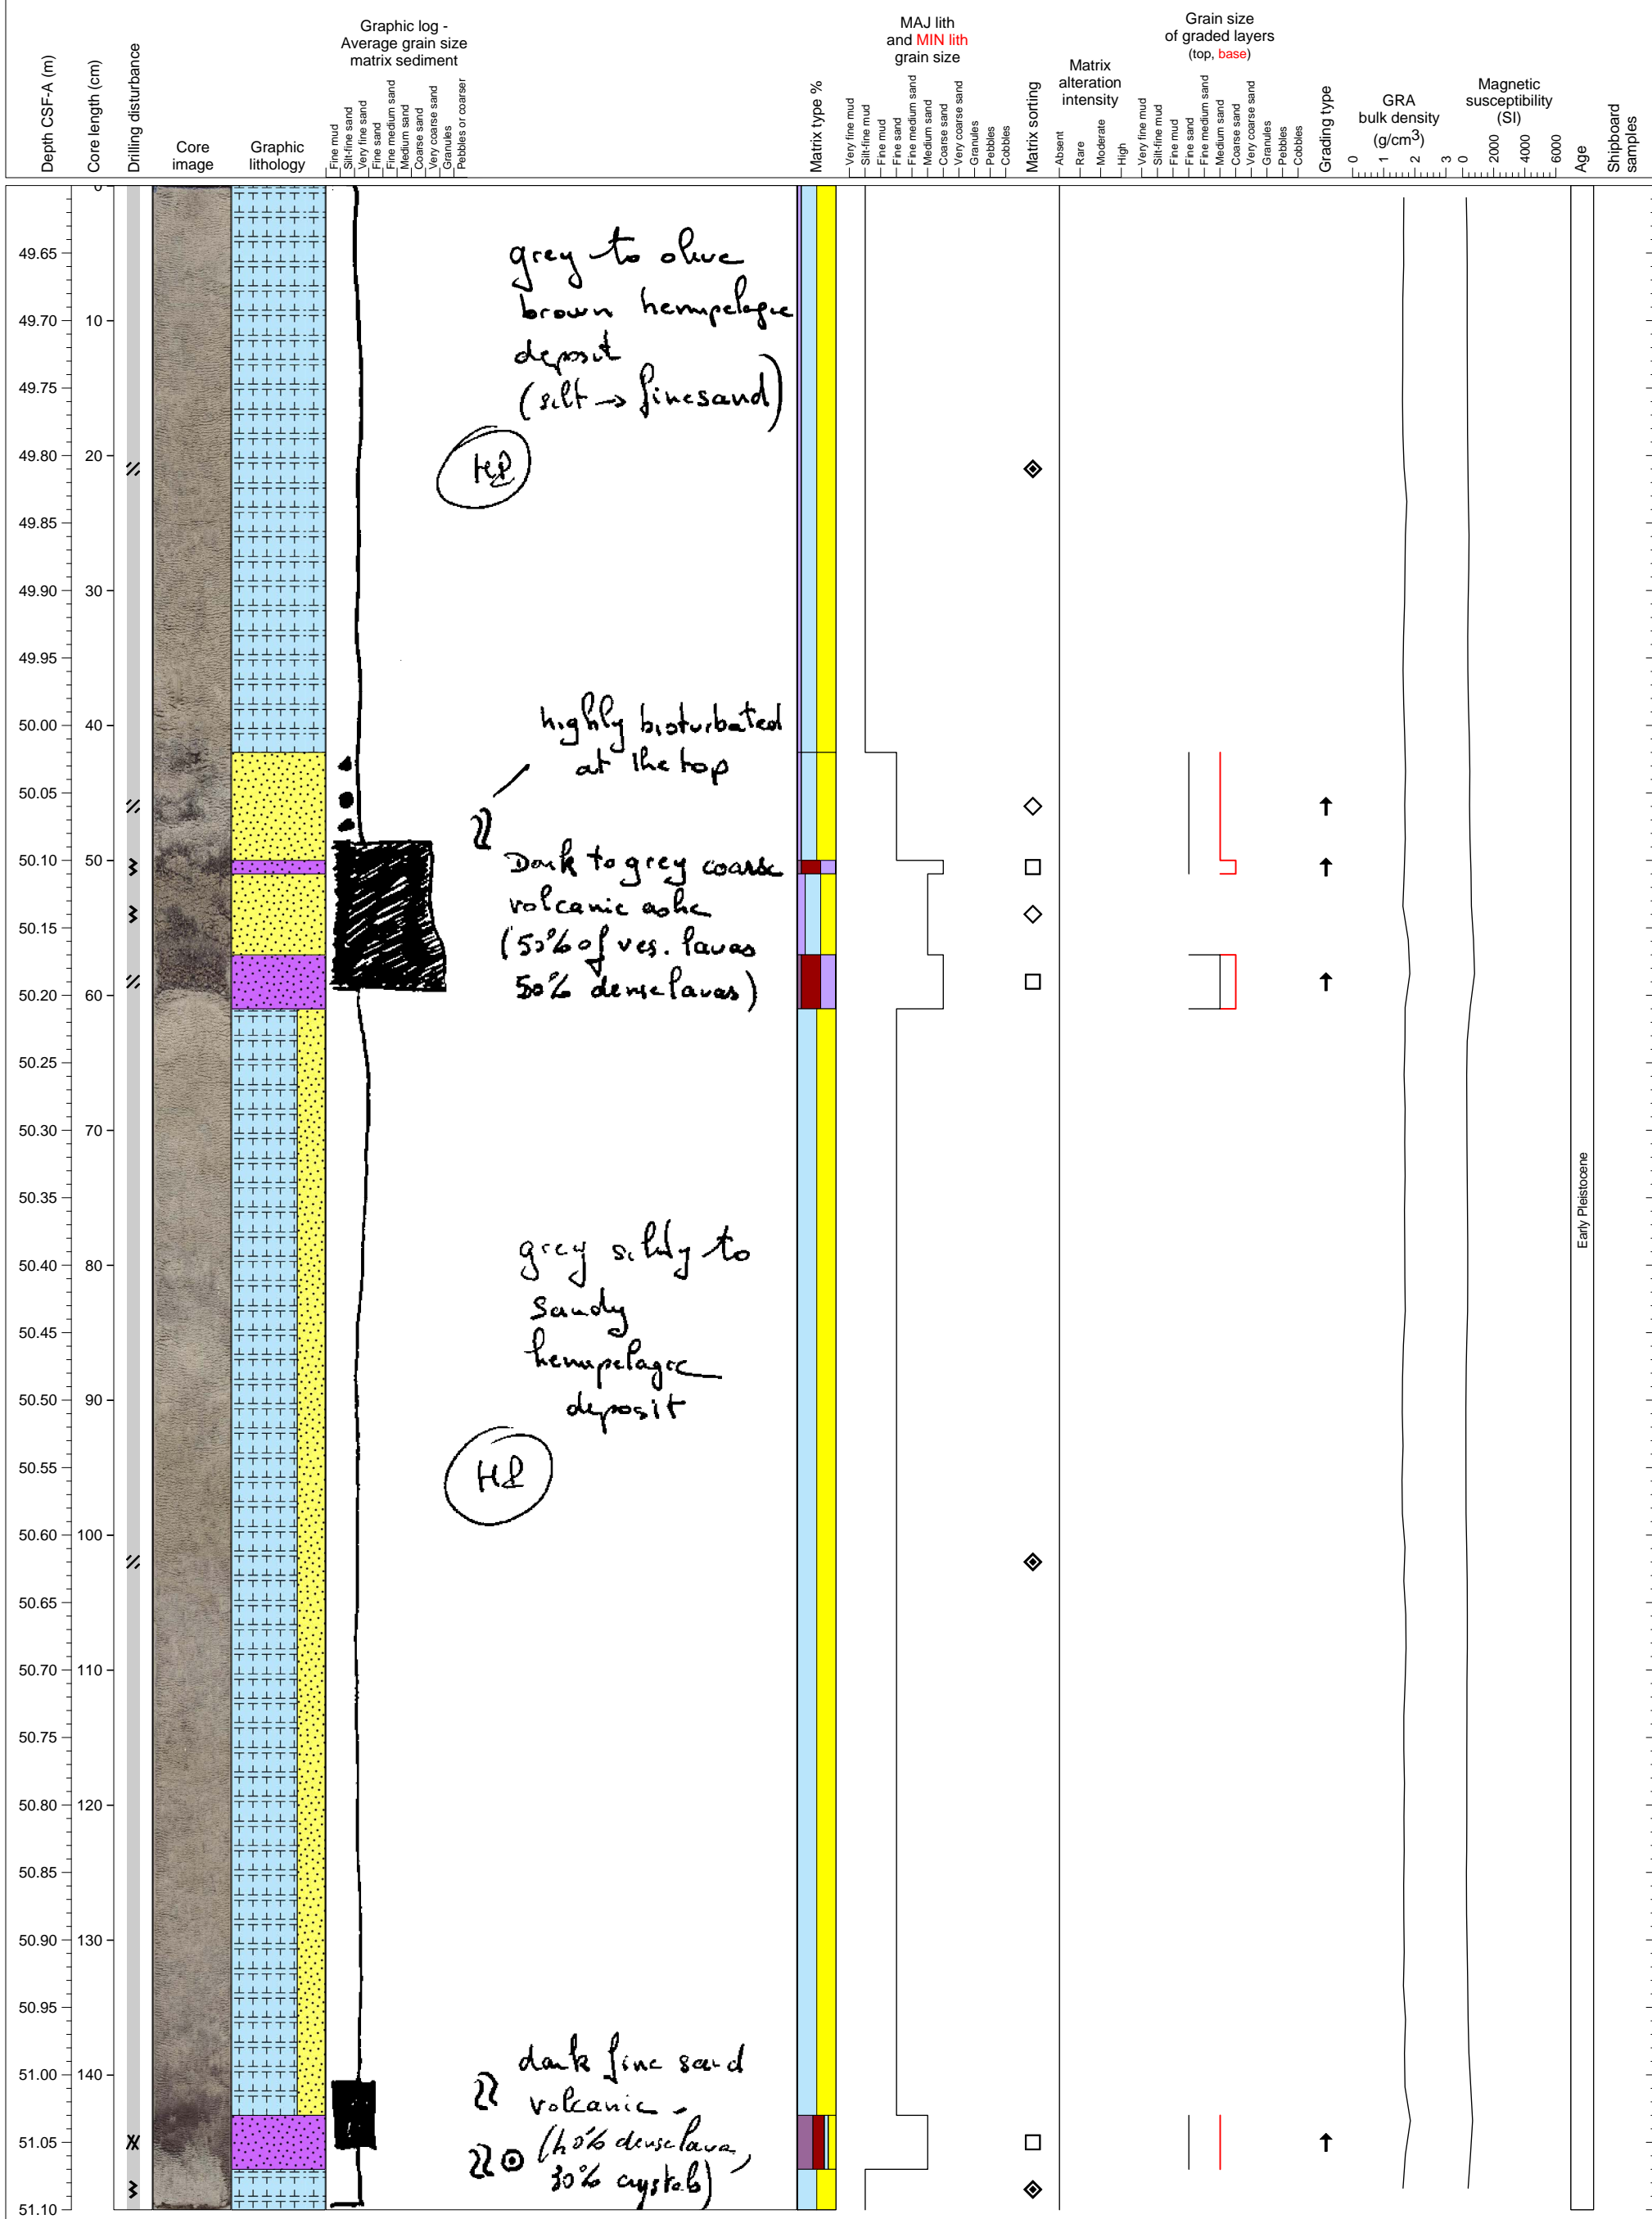 Graphic log -
Average grain size
matrix sediment
MAJ lith
and MIN lith
grain size
Grain size
of graded layers
(top, base)
Matrix
alteration
intensity
GRA
bulk density
(g/cm3)
Magnetic
susceptibility
(SI)
Depth CSF-A (m)
Core length (cm)
Drilling disturbance
Core
image
Graphic
lithology
Fine mud
Silt-fine sand
Very fine sand
Fine sand
Fine medium sand
Medium sand
Coarse sand
Very coarse sand
Granules
Pebbles or coarser
Matrix type %
Very fine mud
Silt-fine mud
Fine mud
Fine sand
Fine medium sand
Medium sand
Coarse sand
Very coarse sand
Granules
Pebbles
Cobbles
Matrix sorting
Absent
Rare
Moderate
High
Very fine mud
Silt-fine mud
Fine mud
Fine sand
Fine medium sand
Medium sand
Coarse sand
Very coarse sand
Granules
Pebbles
Cobbles
Grading type
0 1 2 3
0 2000 4000 6000
Age
Shipboard
samples
0
49.65
49.70 10
49.75
49.80 20
49.85
49.90 30
49.95
50.00 40
50.05
50.10 50
50.15
50.20 60
50.25
50.30 70
50.35
50.40 80
50.45
50.50 90
50.55
50.60 100
50.65
50.70 110
50.75
50.80 120
50.85
50.90 130
50.95
51.00 140
51.05
51.10
grey to olive
brown hemipelagic
deposit
(silt → fine sand)
HP
highly bioturbated
at the top
Dark to grey coarse
volcanic ashe
(50% of ves. lavas
50% dense lavas)
grey silty to
sandy
hemipelagic
deposit
HP
dark fine sand
volcanic
dense lava,
30% crystals)
Early Pleistocene